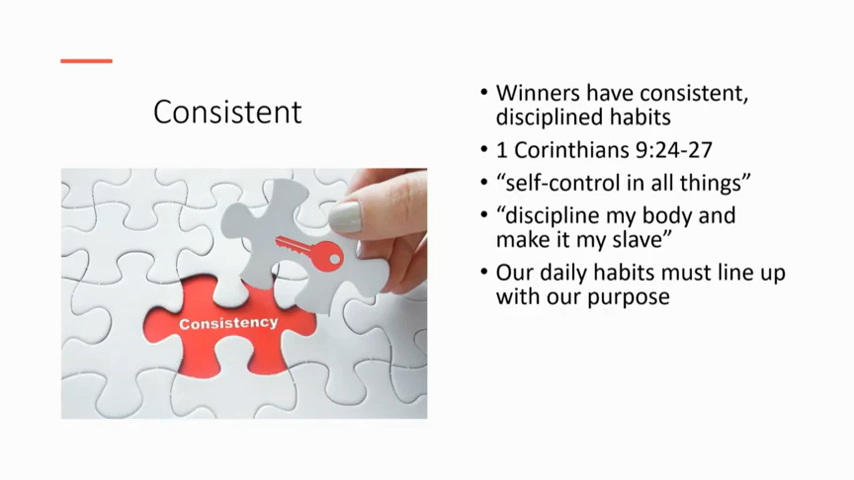 Consistent
Consistency
• Winners have consistent,
disciplined habits
• 1 Corinthians 9:24-27
• “self-control in all things”
• “discipline my body and
make it my slave”
• Our daily habits must line up
with our purpose